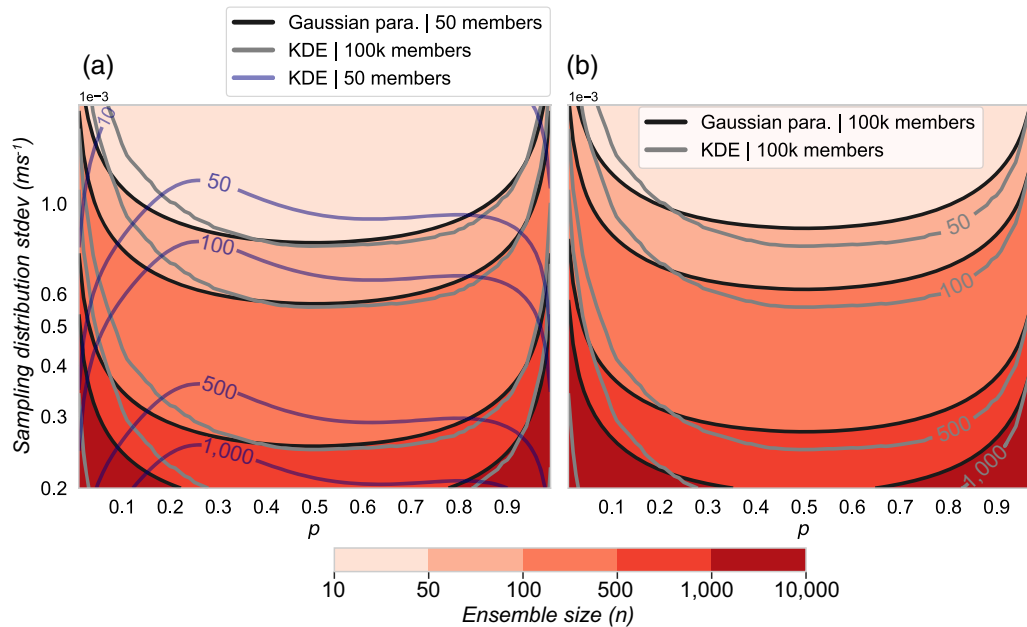 Gaussian para. | 50 members
KDE | 100k members
KDE | 50 members
(a)
(b)
1e−3
1e−3
Gaussian para. | 100k members
KDE | 100k members
10
50
100
500
1,000
50
100
500
1,000
Sampling distribution stdev (ms⁻¹)
1.0
0.6
0.5
0.4
0.3
0.2
0.1 0.2 0.3 0.4 0.5 0.6 0.7 0.8 0.9
p
0.1 0.2 0.3 0.4 0.5 0.6 0.7 0.8 0.9
p
10 50 100 500 1,000 10,000
Ensemble size (n)